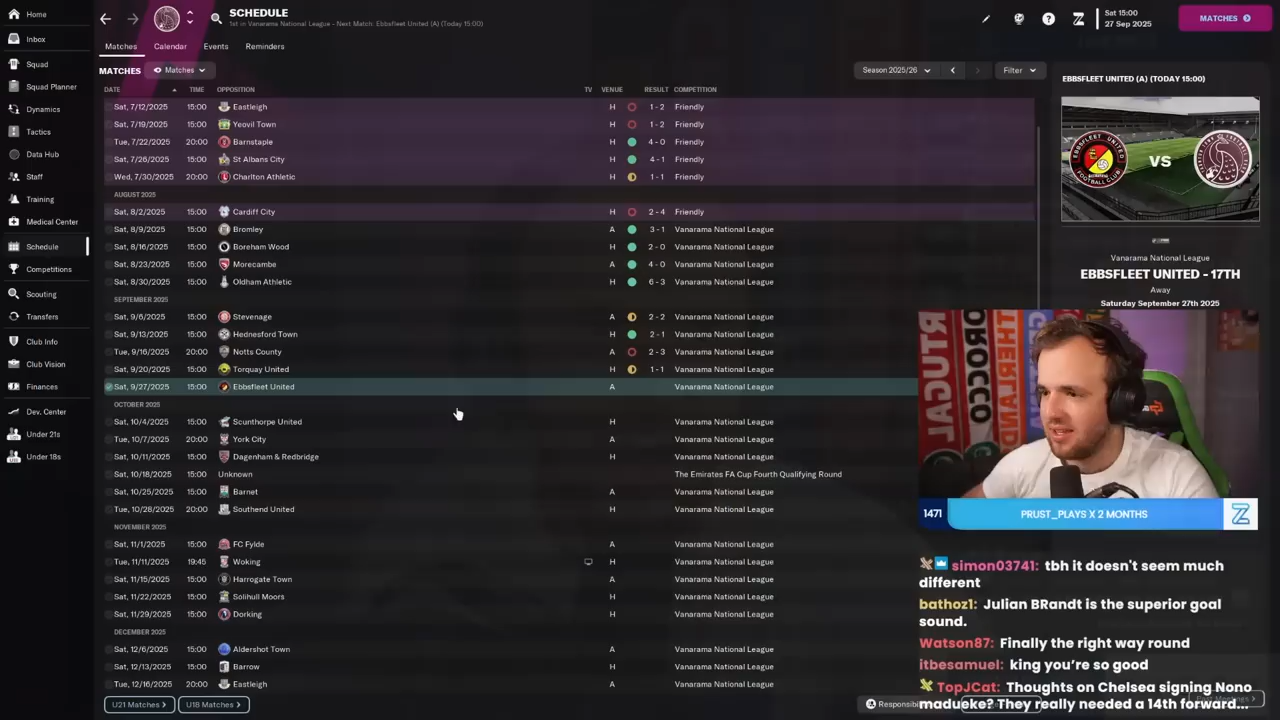 Home
Inbox
Squad
Squad Planner
Dynamics
Tactics
Data Hub
Staff
Training
Medical Center
Schedule
Competitions
Scouting
Transfers
Club Info
Club Vision
Finances
Dev. Center
Under 21s
Under 18s
SCHEDULE
1st in Vanarama National League - Next Match: Ebbsfleet United (A) (Today 15:00)
Sat 15:00
27 Sep 2025
MATCHES
Matches Calendar Events Reminders
MATCHES Matches Season 2025/26 Filter
DATE TIME OPPOSITION TV VENUE RESULT COMPETITION
Sat, 7/12/2025 15:00 Eastleigh H 1 - 2 Friendly
Sat, 7/19/2025 15:00 Yeovil Town H 1 - 2 Friendly
Tue, 7/22/2025 20:00 Barnstaple H 4 - 0 Friendly
Sat, 7/26/2025 15:00 St Albans City H 4 - 1 Friendly
Wed, 7/30/2025 20:00 Charlton Athletic H 1 - 1 Friendly
AUGUST 2025
Sat, 8/2/2025 15:00 Cardiff City H 2 - 4 Friendly
Sat, 8/9/2025 15:00 Bromley A 3 - 1 Vanarama National League
Sat, 8/16/2025 15:00 Boreham Wood H 2 - 0 Vanarama National League
Sat, 8/23/2025 15:00 Morecambe A 4 - 0 Vanarama National League
Sat, 8/30/2025 15:00 Oldham Athletic H 6 - 3 Vanarama National League
SEPTEMBER 2025
Sat, 9/6/2025 15:00 Stevenage A 2 - 2 Vanarama National League
Sat, 9/13/2025 15:00 Hednesford Town H 2 - 1 Vanarama National League
Tue, 9/16/2025 20:00 Notts County A 2 - 3 Vanarama National League
Sat, 9/20/2025 15:00 Torquay United H 1 - 1 Vanarama National League
Sat, 9/27/2025 15:00 Ebbsfleet United A Vanarama National League
OCTOBER 2025
Sat, 10/4/2025 15:00 Scunthorpe United H Vanarama National League
Tue, 10/7/2025 20:00 York City A Vanarama National League
Sat, 10/11/2025 15:00 Dagenham & Redbridge H Vanarama National League
Sat, 10/18/2025 15:00 Unknown The Emirates FA Cup Fourth Qualifying Round
Sat, 10/25/2025 15:00 Barnet A Vanarama National League
Tue, 10/28/2025 20:00 Southend United H Vanarama National League
NOVEMBER 2025
Sat, 11/1/2025 15:00 FC Fylde A Vanarama National League
Tue, 11/11/2025 19:45 Woking H Vanarama National League
Sat, 11/15/2025 15:00 Harrogate Town A Vanarama National League
Sat, 11/22/2025 15:00 Solihull Moors H Vanarama National League
Sat, 11/29/2025 15:00 Dorking H Vanarama National League
DECEMBER 2025
Sat, 12/6/2025 15:00 Aldershot Town A Vanarama National League
Sat, 12/13/2025 15:00 Barrow H Vanarama National League
Tue, 12/16/2025 20:00 Eastleigh A Vanarama National League
U21 Matches U18 Matches
EBBSFLEET UNITED (A) (TODAY 15:00)
VS
Vanarama National League
EBBSFLEET UNITED - 17TH
Away
Saturday September 27th 2025
1471 PRUST_PLAYS X 2 MONTHS
simon03741: tbh it doesn't seem much
different
bathoz1: Julian BRandt is the superior goal
sound.
Watson87: Finally the right way round
itbesamuel: king you're so good
TopJCat: Thoughts on Chelsea signing Nono
madueke? They really needed a 14th forward...